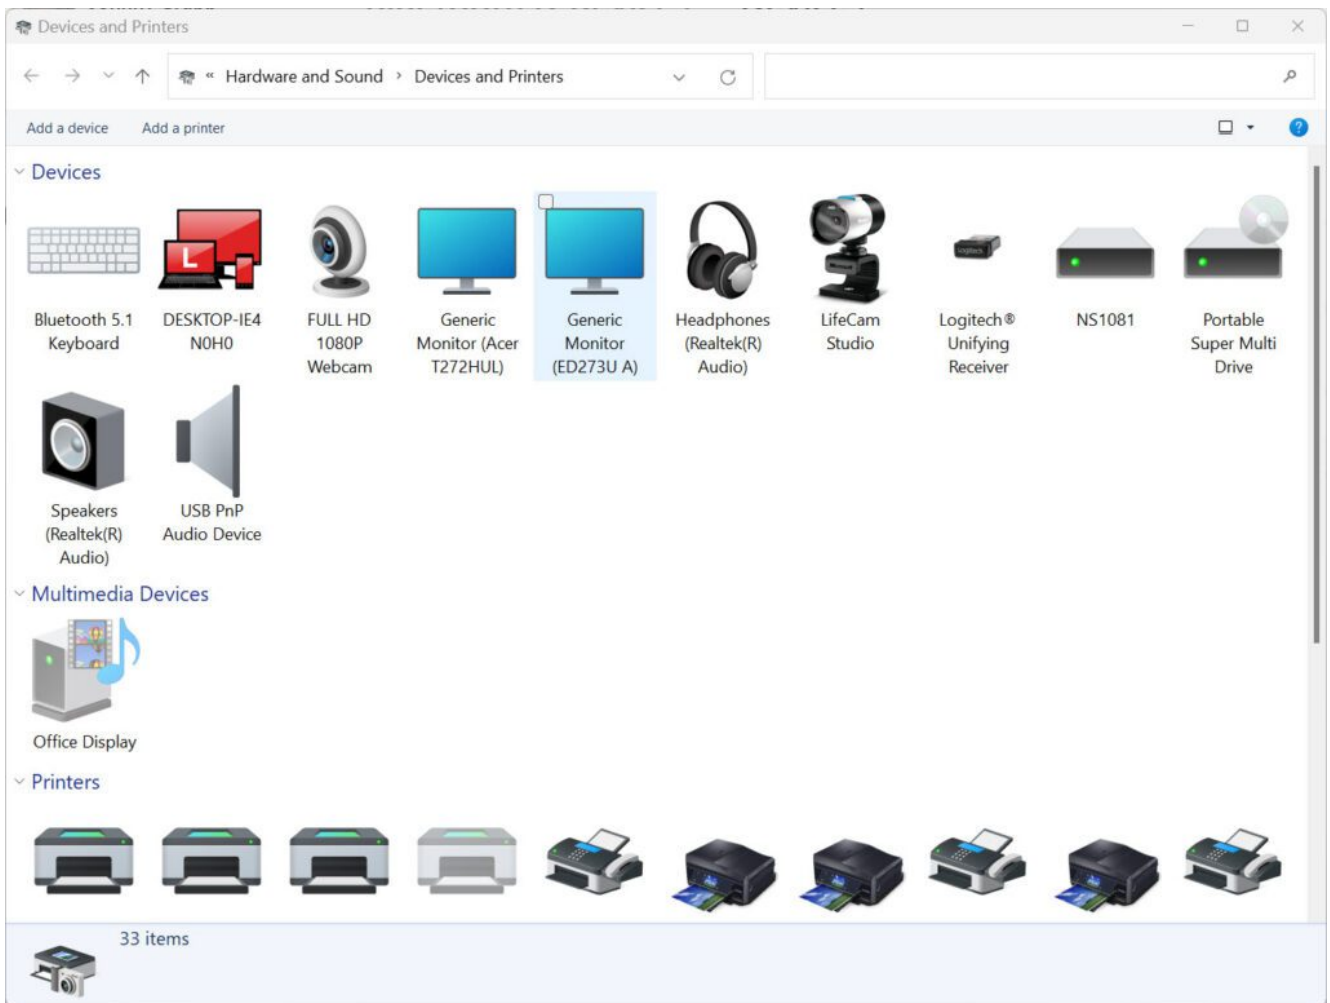 Devices and Printers
« Hardware and Sound › Devices and Printers
Add a device Add a printer
?
Devices
Bluetooth 5.1
Keyboard
DESKTOP-IE4
N0H0
FULL HD
1080P
Webcam
Generic
Monitor (Acer
T272HUL)
Generic
Monitor
(ED273U A)
Headphones
(Realtek(R)
Audio)
LifeCam
Studio
Logitech®
Unifying
Receiver
NS1081
Portable
Super Multi
Drive
L
Logitech
Microsoft
Speakers
(Realtek(R)
Audio)
USB PnP
Audio Device
Multimedia Devices
Office Display
Printers
33 items